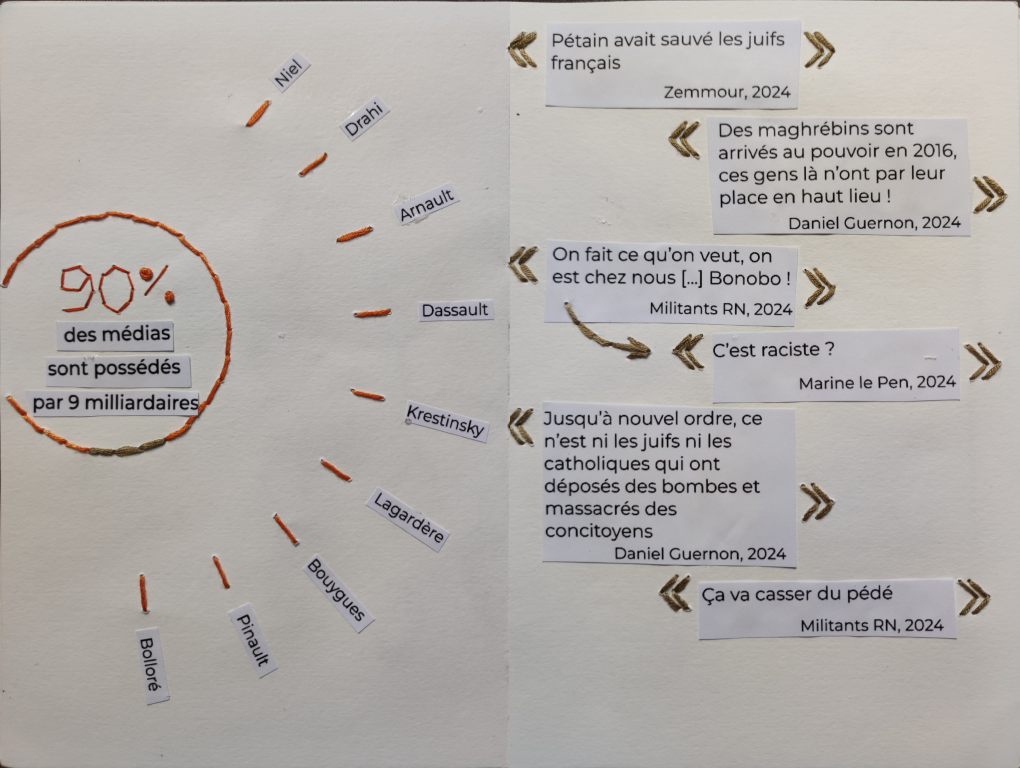 90%
des médias
sont possédés
par 9 milliardaires
Niel
Drahi
Arnault
Dassault
Krestinsky
Lagardère
Bouygues
Pinault
Bolloré
« Pétain avait sauvé les juifs »
français
Zemmour, 2024
« Des maghrébins sont
arrivés au pouvoir en 2016,
ces gens là n'ont par leur »
place en haut lieu !
Daniel Guernon, 2024
« On fait ce qu'on veut, on
est chez nous [...] Bonobo ! »
Militants RN, 2024
« C'est raciste ? »
Marine le Pen, 2024
« Jusqu'à nouvel ordre, ce
n'est ni les juifs ni les
catholiques qui ont
déposés des bombes et
massacrés des »
concitoyens
Daniel Guernon, 2024
« Ça va casser du pédé »
Militants RN, 2024